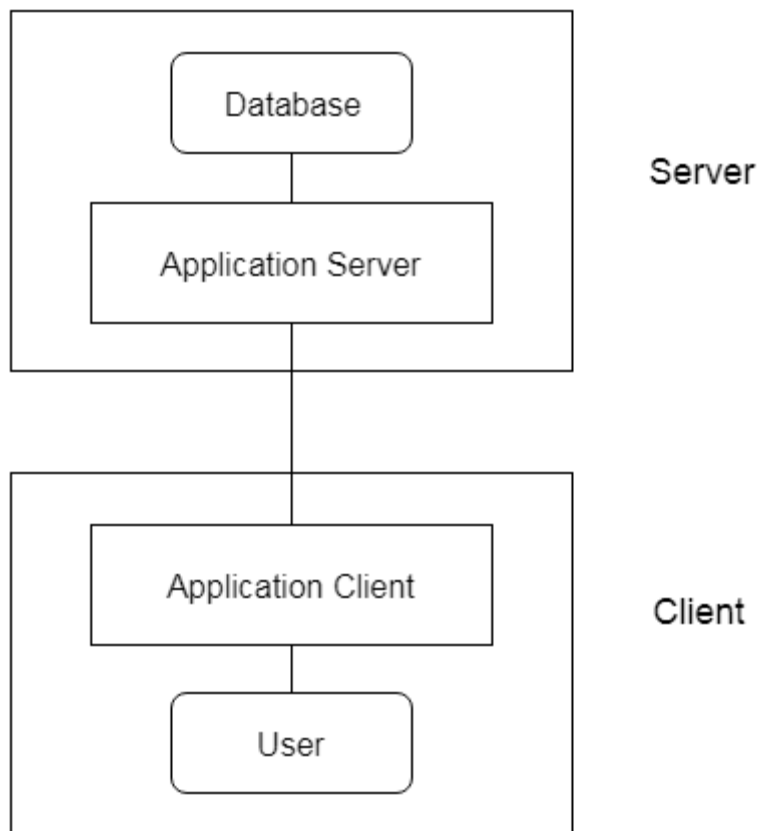 Database
Server
Application Server
Application Client
Client
User